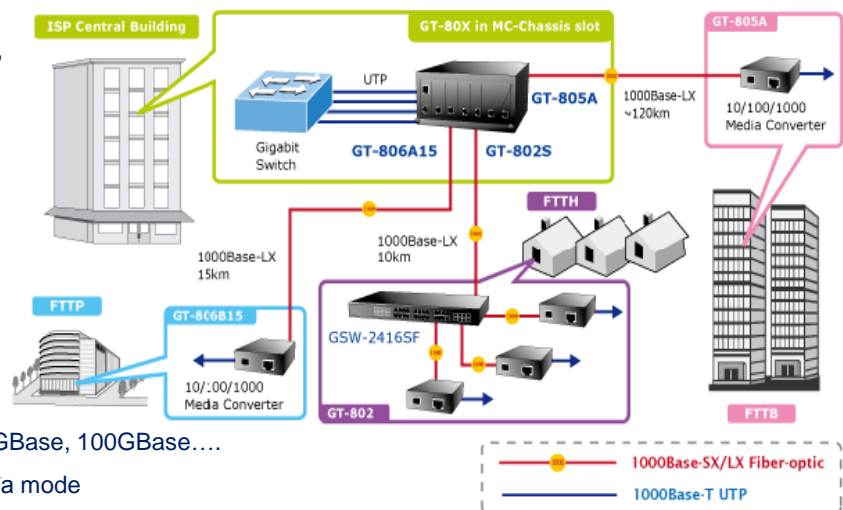 ISP Central Building
GT-80X in MC-Chassis slot
GT-805A
UTP
GT-805A
1000Base-LX
~120km
10/100/1000
Media Converter
Gigabit
Switch
GT-806A15
GT-802S
FTTH
1000Base-LX
15km
1000Base-LX
10km
FTTP
GT-806B15
GSW-2416SF
10/100/1000
Media Converter
GT-802
FTTB
GBase, 100GBase….
a mode
1000Base-SX/LX Fiber-optic
1000Base-T UTP